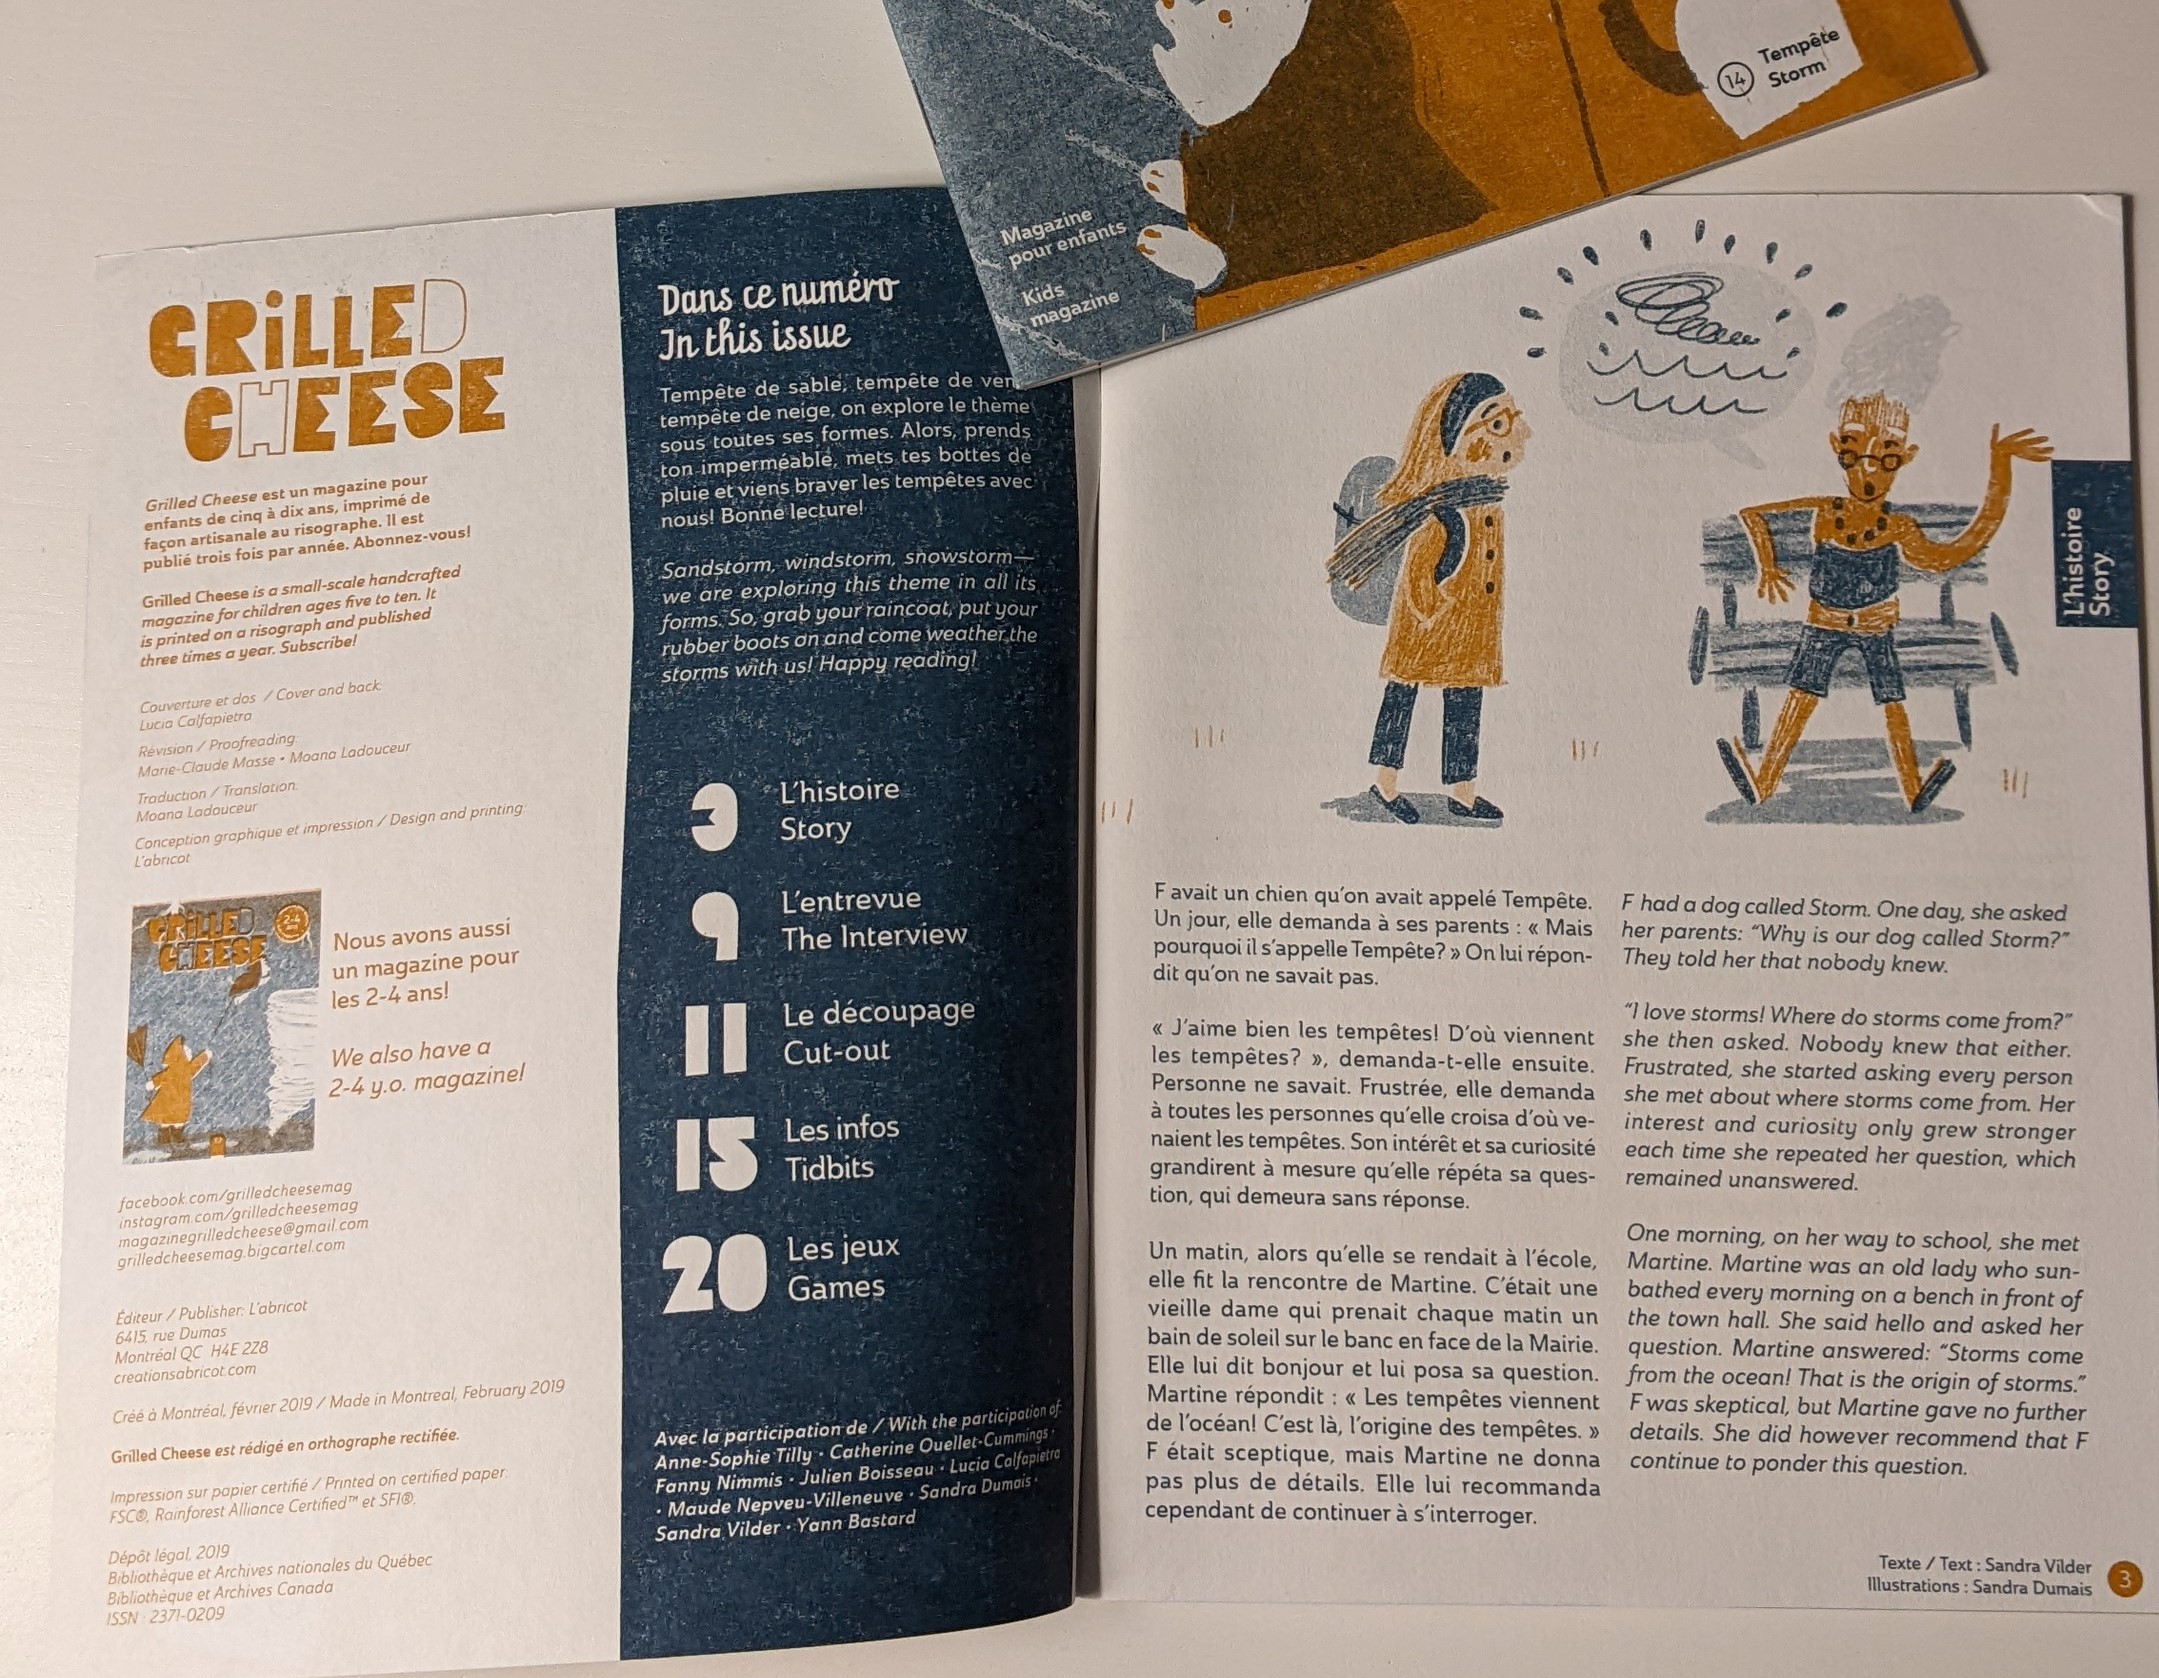 14 Tempête
Storm
Magazine
pour enfants
Kids
magazine
GRiLLED
CHEESE
Grilled Cheese est un magazine pour
enfants de cinq à dix ans, imprimé de
façon artisanale au risographe. Il est
publié trois fois par année. Abonnez-vous!
Grilled Cheese is a small-scale handcrafted
magazine for children ages five to ten. It
is printed on a risograph and published
three times a year. Subscribe!
Couverture et dos / Cover and back:
Lucia Calfapietra
Révision / Proofreading:
Marie-Claude Masse • Moana Ladouceur
Traduction / Translation:
Moana Ladouceur
Conception graphique et impression / Design and printing:
L'abricot
GRiLLED
CHEESE
2-4
Nous avons aussi
un magazine pour
les 2-4 ans!
We also have a
2-4 y.o. magazine!
facebook.com/grilledcheesemag
instagram.com/grilledcheesemag
magazinegrilledcheese@gmail.com
grilledcheesemag.bigcartel.com
Éditeur / Publisher: L'abricot
6415, rue Dumas
Montréal QC H4E 2Z8
creationsabricot.com
Créé à Montréal, février 2019 / Made in Montreal, February 2019
Grilled Cheese est rédigé en orthographe rectifiée.
Impression sur papier certifié / Printed on certified paper:
FSC®, Rainforest Alliance Certified™ et SFI®.
Dépôt légal, 2019
Bibliothèque et Archives nationales du Québec
Bibliothèque et Archives Canada
ISSN : 2371-0209
Dans ce numéro
In this issue
Tempête de sable, tempête de
tempête de neige, on explore le thème
sous toutes ses formes. Alors, prends
ton imperméable, mets tes bottes de
pluie et viens braver les tempêtes avec
nous! Bonne lecture!
Sandstorm, windstorm, snowstorm—
we are exploring this theme in all its
forms. So, grab your raincoat, put your
rubber boots on and come weather the
storms with us! Happy reading!
3 L'histoire
Story
9 L'entrevue
The Interview
11 Le découpage
Cut-out
15 Les infos
Tidbits
20 Les jeux
Games
Avec la participation de / With the participation of:
Anne-Sophie Tilly • Catherine Ouellet-Cummings •
Fanny Nimmis • Julien Boisseau • Lucia Calfapietra
• Maude Nepveu-Villeneuve • Sandra Dumais •
Sandra Vilder • Yann Bastard
L'histoire
Story
F avait un chien qu'on avait appelé Tempête.
Un jour, elle demanda à ses parents : « Mais
pourquoi il s'appelle Tempête? » On lui répon-
dit qu'on ne savait pas.
« J'aime bien les tempêtes! D'où viennent
les tempêtes? », demanda-t-elle ensuite.
Personne ne savait. Frustrée, elle demanda
à toutes les personnes qu'elle croisa d'où ve-
naient les tempêtes. Son intérêt et sa curiosité
grandirent à mesure qu'elle répéta sa ques-
tion, qui demeura sans réponse.
Un matin, alors qu'elle se rendait à l'école,
elle fit la rencontre de Martine. C'était une
vieille dame qui prenait chaque matin un
bain de soleil sur le banc en face de la Mairie.
Elle lui dit bonjour et lui posa sa question.
Martine répondit : « Les tempêtes viennent
de l'océan! C'est là, l'origine des tempêtes. »
F était sceptique, mais Martine ne donna
pas plus de détails. Elle lui recommanda
cependant de continuer à s'interroger.
F had a dog called Storm. One day, she asked
her parents: “Why is our dog called Storm?”
They told her that nobody knew.
“I love storms! Where do storms come from?”
she then asked. Nobody knew that either.
Frustrated, she started asking every person
she met about where storms come from. Her
interest and curiosity only grew stronger
each time she repeated her question, which
remained unanswered.
One morning, on her way to school, she met
Martine. Martine was an old lady who sun-
bathed every morning on a bench in front of
the town hall. She said hello and asked her
question. Martine answered: “Storms come
from the ocean! That is the origin of storms.”
F was skeptical, but Martine gave no further
details. She did however recommend that F
continue to ponder this question.
Texte / Text : Sandra Vilder
Illustrations : Sandra Dumais
3